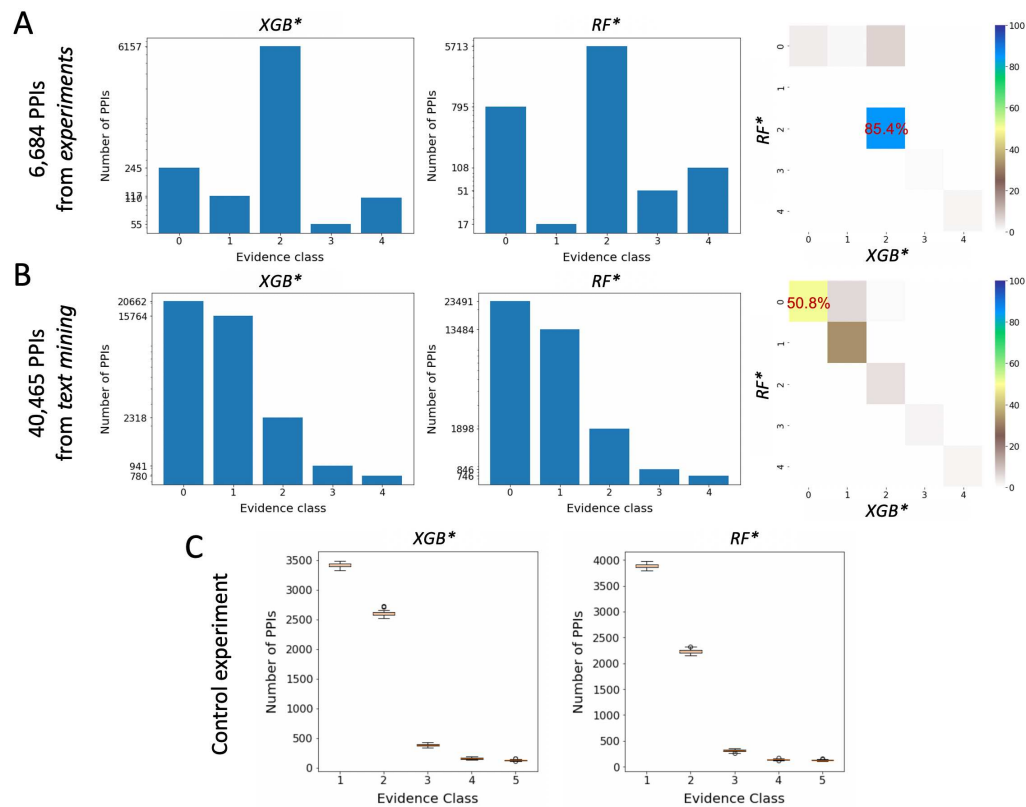 A
XGB*
RF*
6,684 PPIs
from experiments
Number of PPIs
6157
245
117
110
55
0 1 2 3 4
Evidence class
Number of PPIs
5713
795
108
51
17
0 1 2 3 4
Evidence class
RF*
0
1
2
3
4
85.4%
0 1 2 3 4
XGB*
100
80
60
40
20
0
B
XGB*
RF*
40,465 PPIs
from text mining
Number of PPIs
20662
15764
2318
941
780
0 1 2 3 4
Evidence class
Number of PPIs
23491
13484
1898
846
746
0 1 2 3 4
Evidence class
RF*
0
1
2
3
4
50.8%
0 1 2 3 4
XGB*
100
80
60
40
20
0
C
XGB*
RF*
Control experiment
Number of PPIs
3500
3000
2500
2000
1500
1000
500
0
1 2 3 4 5
Evidence Class
Number of PPIs
4000
3500
3000
2500
2000
1500
1000
500
0
1 2 3 4 5
Evidence Class